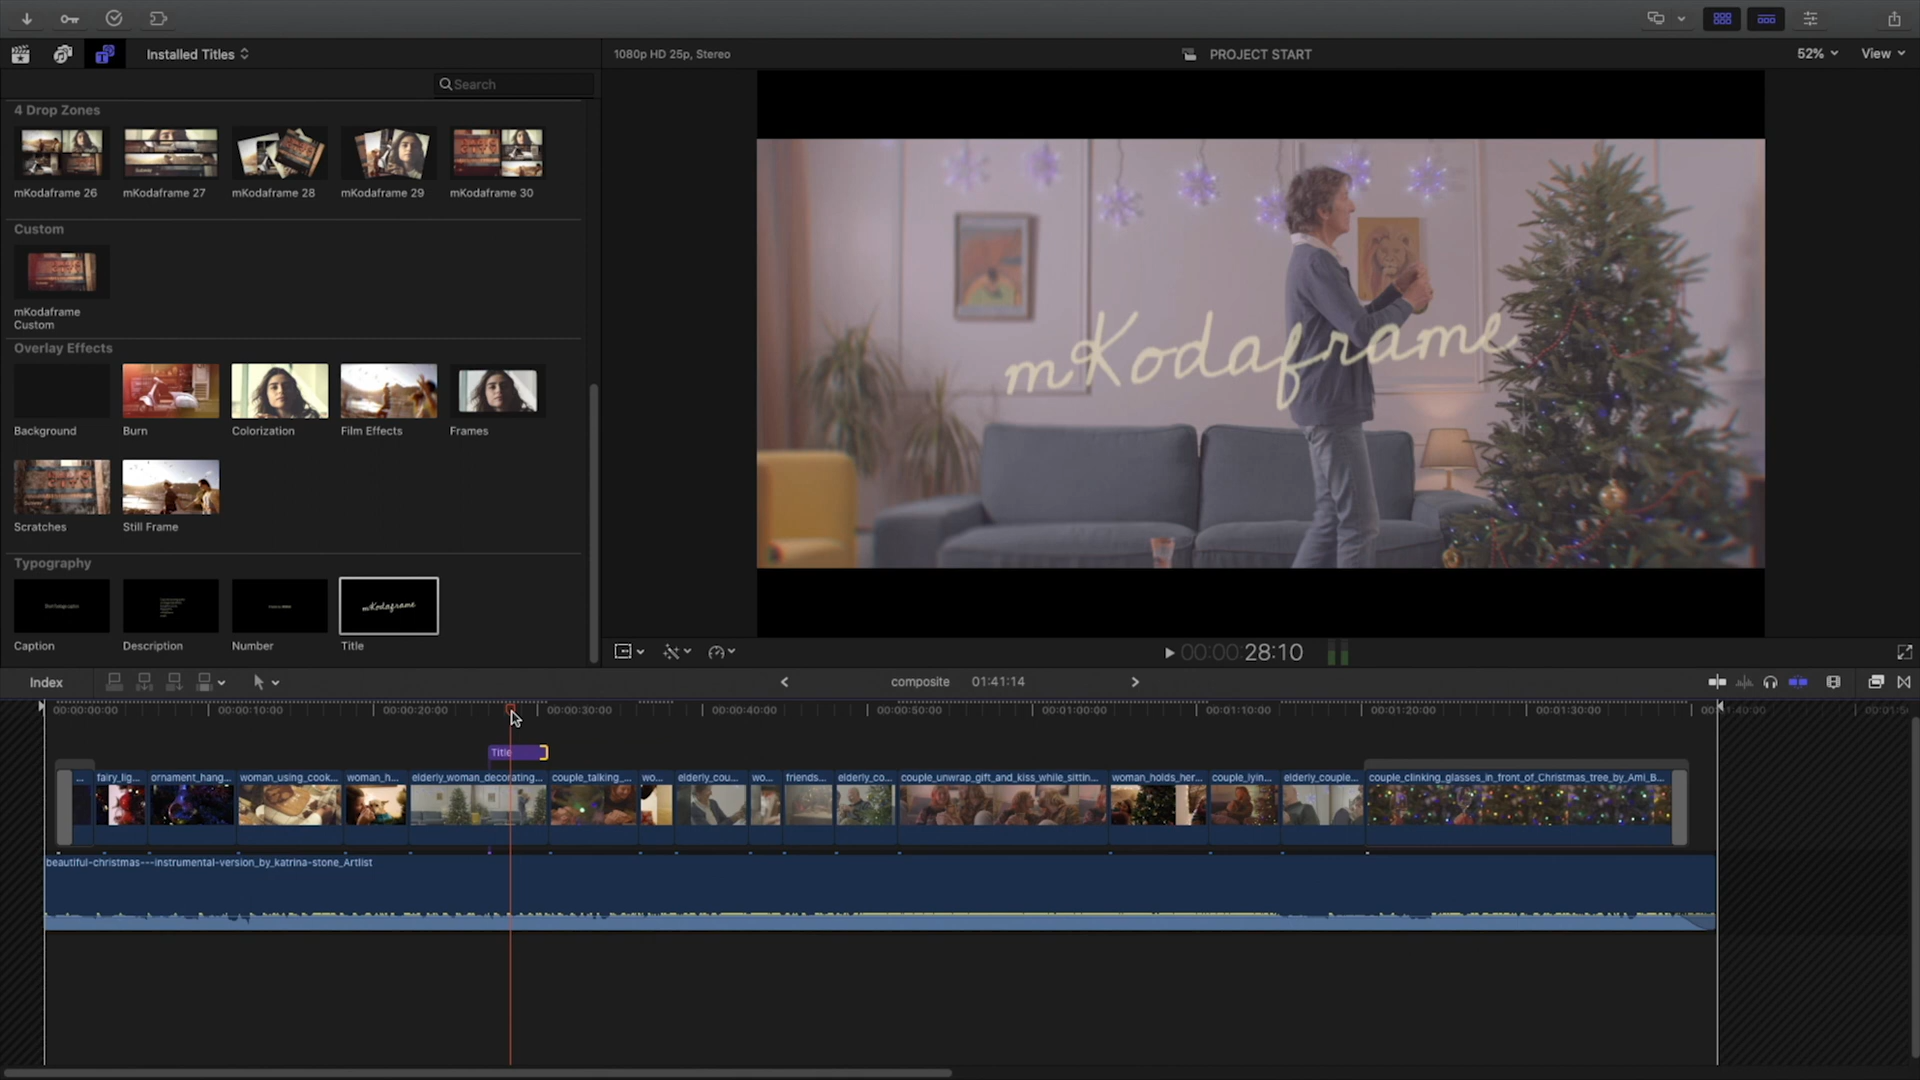 Installed Titles
1080p HD 25p, Stereo
PROJECT START
52%
View
Search
4 Drop Zones
mKodaframe 26
mKodaframe 27
mKodaframe 28
mKodaframe 29
mKodaframe 30
Custom
mKodaframe
Custom
Overlay Effects
Background
Burn
Colorization
Film Effects
Frames
Scratches
Still Frame
Typography
mKodaframe
Caption
Description
Number
Title
mKodaframe
00:00:28:10
Index
composite
01:41:14
00:00:00:00
00:00:10:00
00:00:20:00
00:00:30:00
00:00:40:00
00:00:50:00
00:01:00:00
00:01:10:00
00:01:20:00
00:01:30:00
Title
...
fairy_lig...
ornament_hang...
woman_using_cook...
woman_h...
elderly_woman_decorating...
couple_talking_...
wo...
elderly_cou...
wo...
friends...
elderly_co...
couple_unwrap_gift_and_kiss_while_sittin...
woman_holds_her...
couple_lyin...
elderly_couple...
couple_clinking_glasses_in_front_of_Christmas_tree_by_Ami_B...
beautiful-christmas---instrumental-version_by_katrina-stone_Artlist